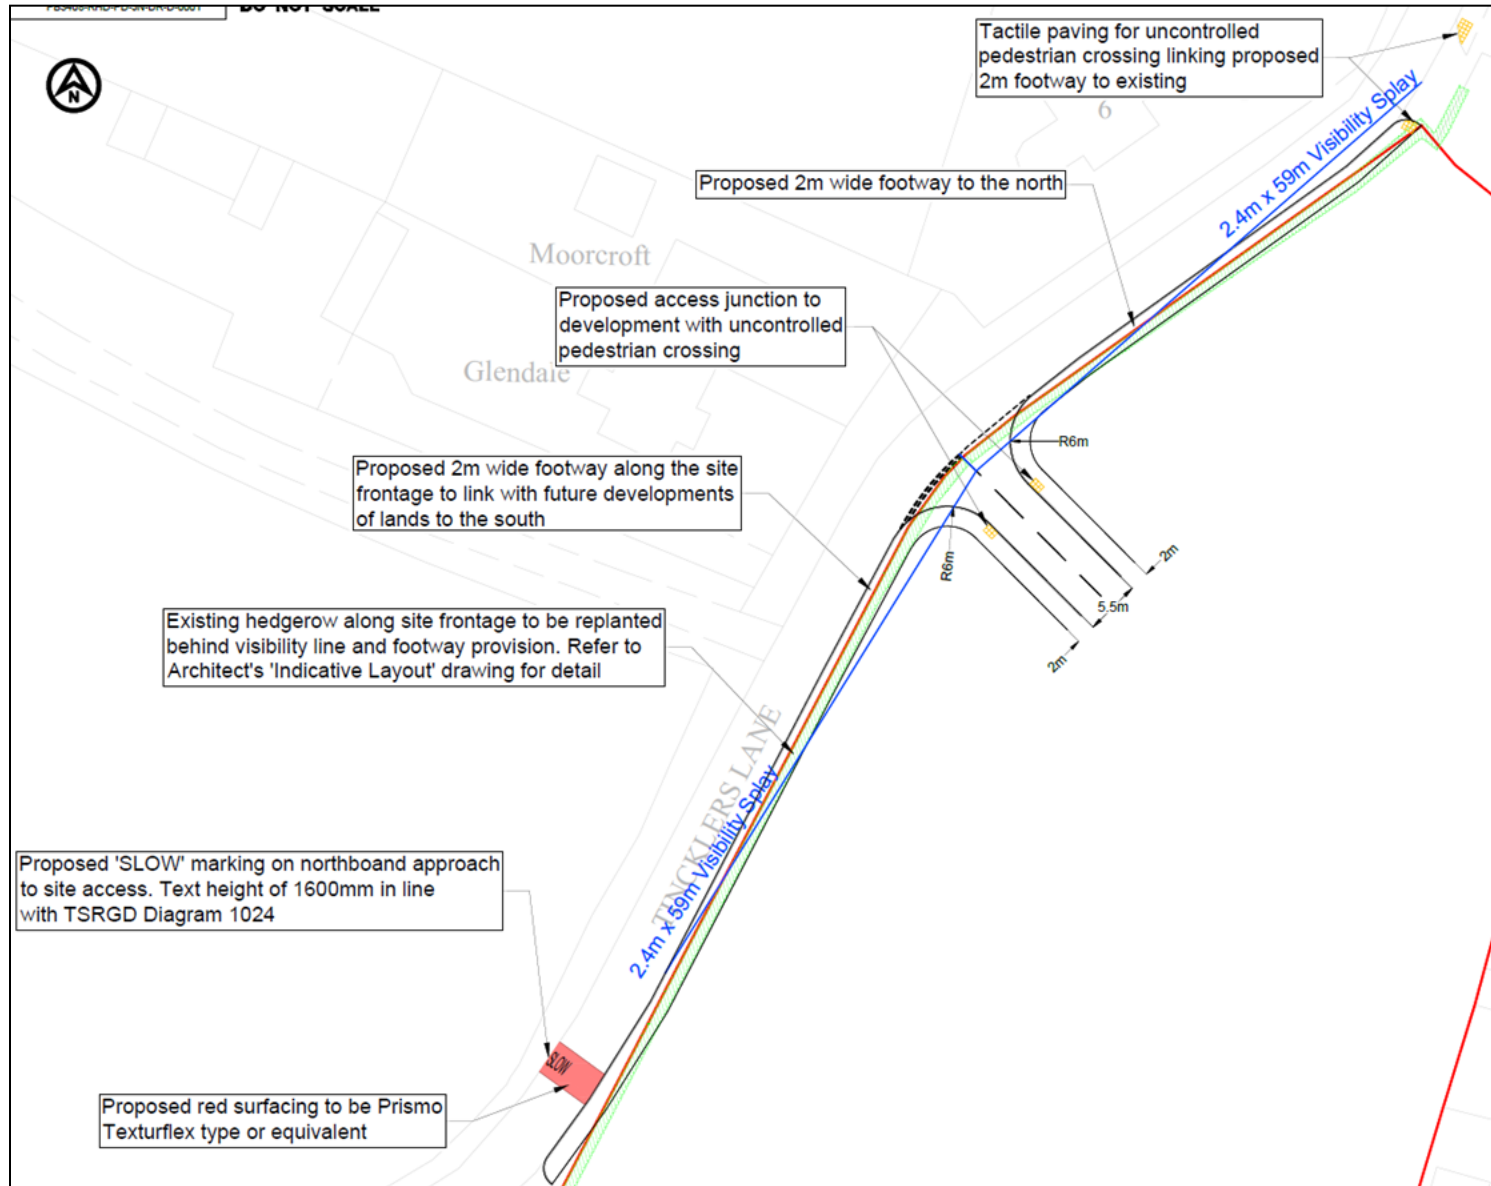 DO NOT SCALE
N
Tactile paving for uncontrolled
pedestrian crossing linking proposed
2m footway to existing
6
2.4m x 59m Visibility Splay
Proposed 2m wide footway to the north
Moorcroft
Proposed access junction to
development with uncontrolled
pedestrian crossing
Glendale
R6m
Proposed 2m wide footway along the site
frontage to link with future developments
of lands to the south
R6m
2m
5.5m
2m
Existing hedgerow along site frontage to be replanted
behind visibility line and footway provision. Refer to
Architect's 'Indicative Layout' drawing for detail
TINCKLERS LANE
2.4m x 59m Visibility Splay
Proposed 'SLOW' marking on northboand approach
to site access. Text height of 1600mm in line
with TSRGD Diagram 1024
SLOW
Proposed red surfacing to be Prismo
Texturflex type or equivalent